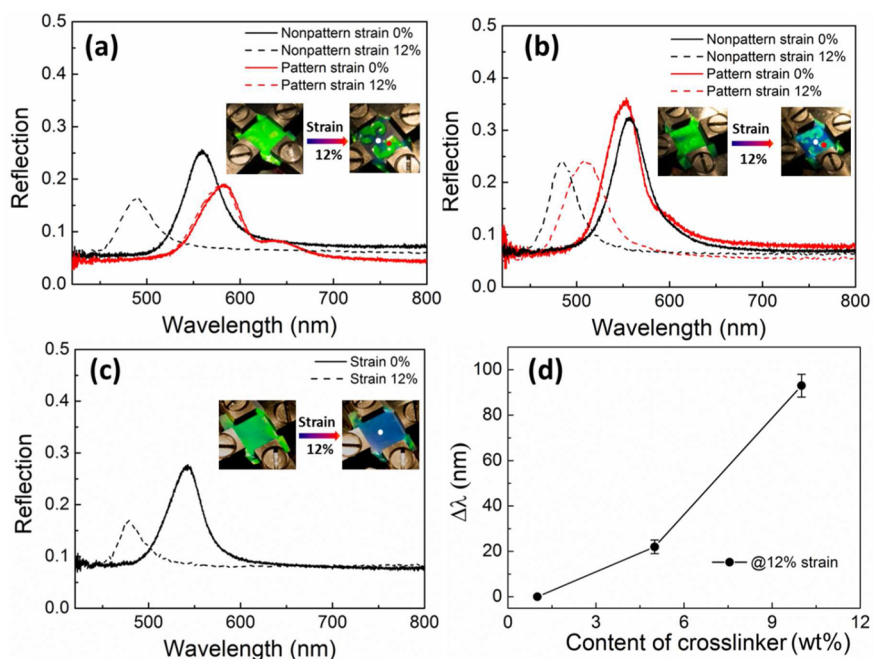 (a)
Nonpattern strain 0%
Nonpattern strain 12%
Pattern strain 0%
Pattern strain 12%
Strain
12%
0.5
0.4
0.3
0.2
0.1
0.0
Reflection
500 600 700 800
Wavelength (nm)
(b)
Nonpattern strain 0%
Nonpattern strain 12%
Pattern strain 0%
Pattern strain 12%
Strain
12%
0.5
0.4
0.3
0.2
0.1
0.0
Reflection
500 600 700 800
Wavelength (nm)
(c)
Strain 0%
Strain 12%
Strain
12%
0.5
0.4
0.3
0.2
0.1
0.0
Reflection
500 600 700 800
Wavelength (nm)
(d)
100
80
60
40
20
0
Δλ (nm)
@12% strain
0 3 6 9 12
Content of crosslinker (wt%)